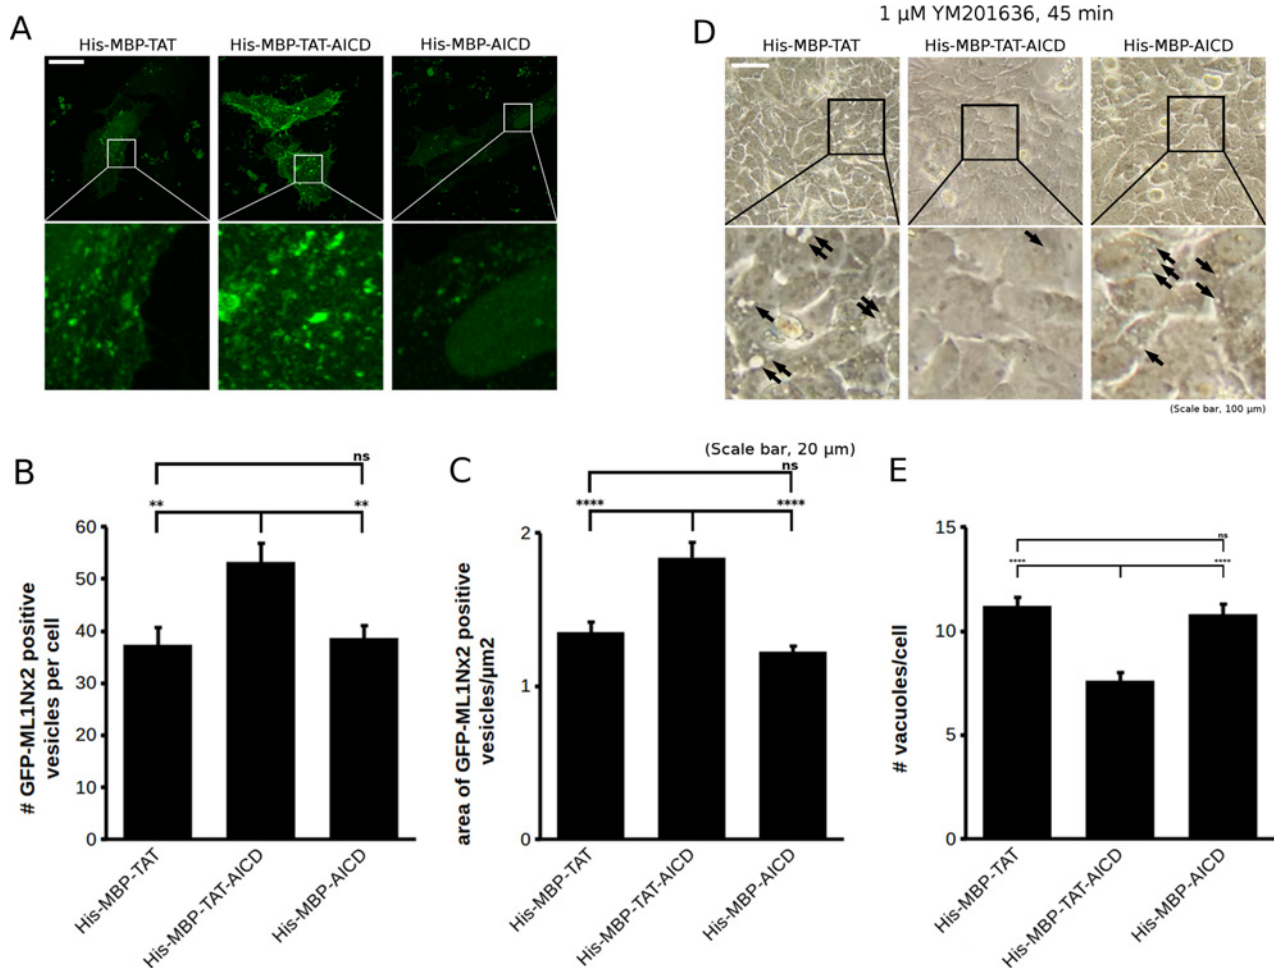 A
His-MBP-TAT
His-MBP-TAT-AICD
His-MBP-AICD
1 µM YM201636, 45 min
D
His-MBP-TAT
His-MBP-TAT-AICD
His-MBP-AICD
(Scale bar, 100 µm)
(Scale bar, 20 µm)
B
ns
**
**
60
50
40
30
20
10
0
# GFP-ML1Nx2 positive
vesicles per cell
His-MBP-TAT
His-MBP-TAT-AICD
His-MBP-AICD
C
ns
****
****
2
1
0
area of GFP-ML1Nx2 positive
vesicles/µm2
His-MBP-TAT
His-MBP-TAT-AICD
His-MBP-AICD
E
ns
****
****
15
10
5
0
# vacuoles/cell
His-MBP-TAT
His-MBP-TAT-AICD
His-MBP-AICD